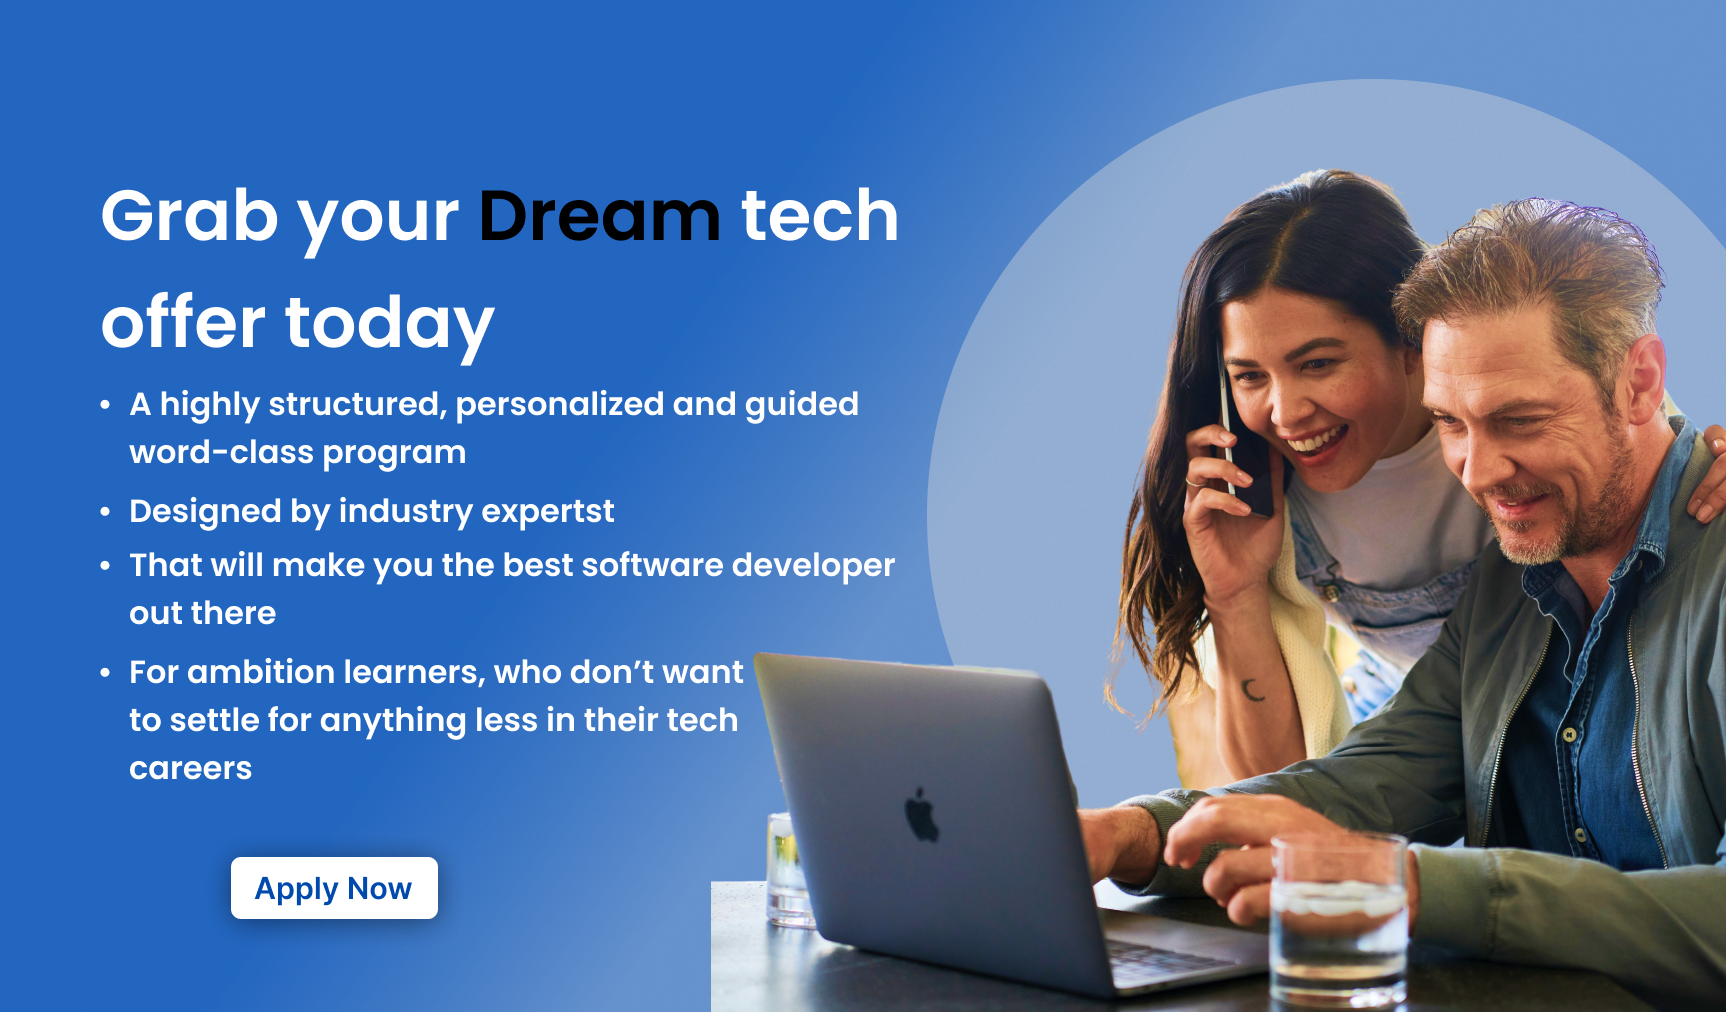 Grab your Dream tech
offer today
• A highly structured, personalized and guided
word-class program
• Designed by industry expertst
• That will make you the best software developer
out there
• For ambition learners, who don’t want
to settle for anything less in their tech
careers
Apply Now